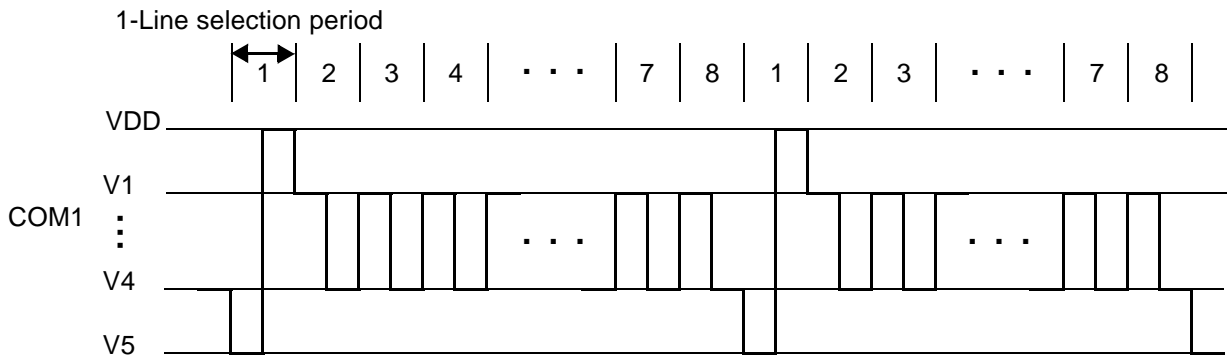 1-Line selection period
1 2 3 4 · · · 7 8 1 2 3 · · · 7 8
VDD
V1
COM1
· · · · · ·
V4
V5